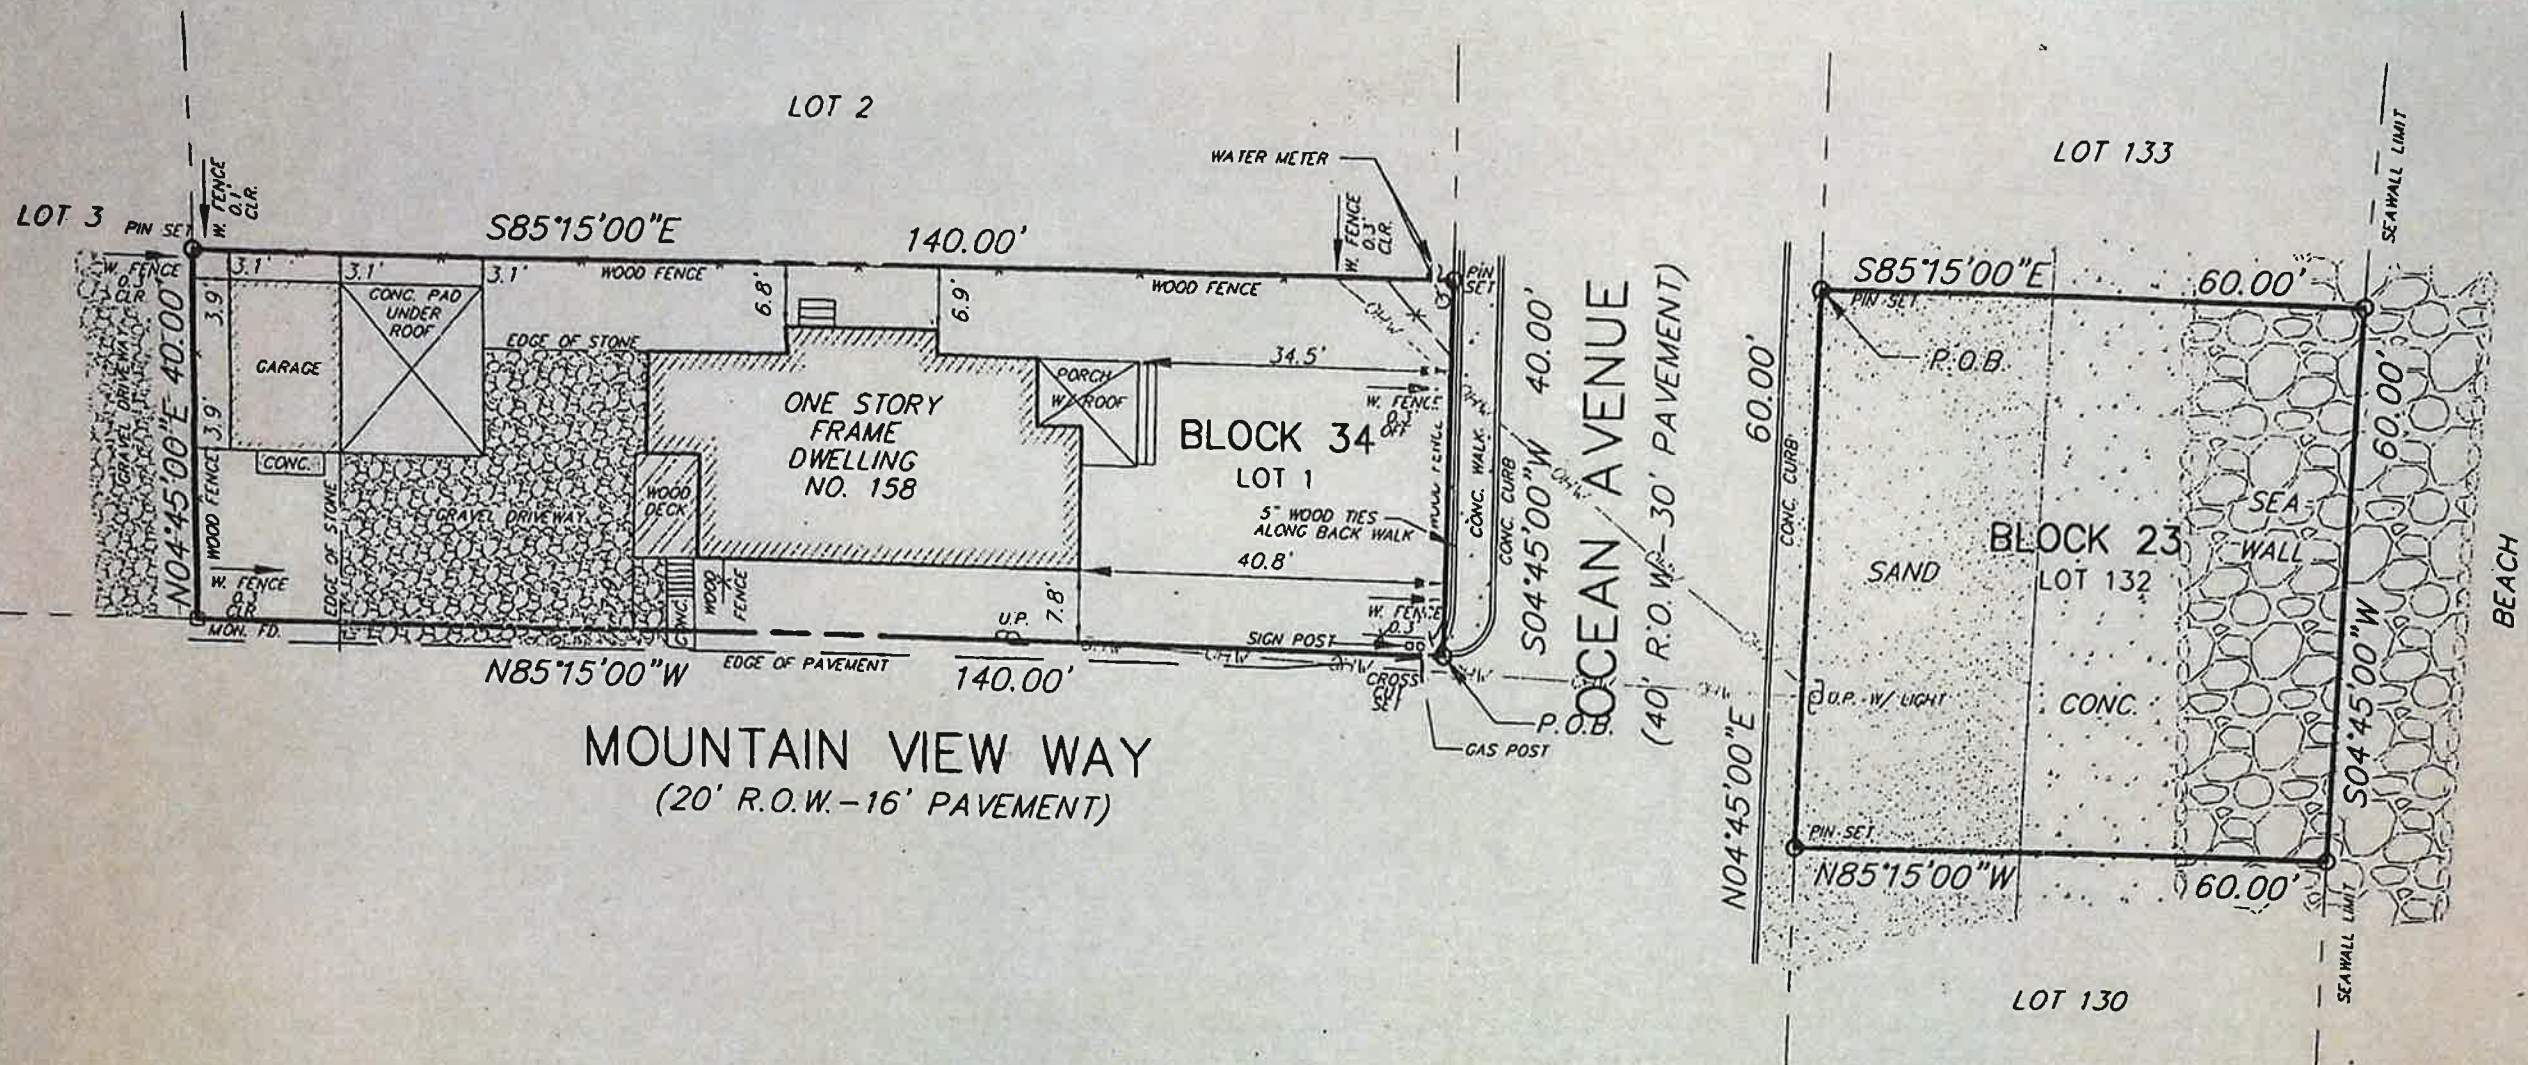 LOT 2
LOT 3
PIN SET
W. FENCE
0.1'
CLR.
S85°15'00"E
140.00'
WATER METER
W. FENCE
0.3'
CLR.
PIN
SET
W. FENCE
CLR.
GRAVEL DRIVEWAY
N04°45'00"E 40.00'
3.1'
3.1'
3.1'
3.9'
3.9'
WOOD FENCE
WOOD FENCE
6.8'
6.9'
CONC. PAD
UNDER
ROOF
GARAGE
CONC.
EDGE OF STONE
EDGE OF STONE
GRAVEL DRIVEWAY
WOOD FENCE
W. FENCE
CLR.
MON. FD.
ONE STORY
FRAME
DWELLING
NO. 158
WOOD
DECK
PORCH
W/ROOF
34.5'
OHW
W. FENCE
0.3'
OFF
BLOCK 34
LOT 1
5" WOOD TIES
ALONG BACK WALK
WOOD FENCE
CONC. WALK
CONC. CURB
40.8'
7.9'
CONC.
WOOD
FENCE
U.P.
7.8'
W. FENCE
0.3'
SIGN POST
OHW
OHW
CROSS
CUT
SET
N85°15'00"W
EDGE OF PAVEMENT
140.00'
P.O.B.
GAS POST
MOUNTAIN VIEW WAY
(20' R.O.W.-16' PAVEMENT)
S04°45'00"W 40.00'
OCEAN AVENUE
(40' R.O.W.-30' PAVEMENT)
OHW
OHW
OHW
LOT 133
SEAWALL LIMIT
S85°15'00"E
60.00'
PIN SET
P.O.B.
60.00'
N04°45'00"E
CONC. CURB
SAND
BLOCK 23
LOT 132
SEA
WALL
CONC.
U.P. W/ LIGHT
60.00'
S04°45'00"W
BEACH
PIN SET
N85°15'00"W
60.00'
SEAWALL LIMIT
LOT 130